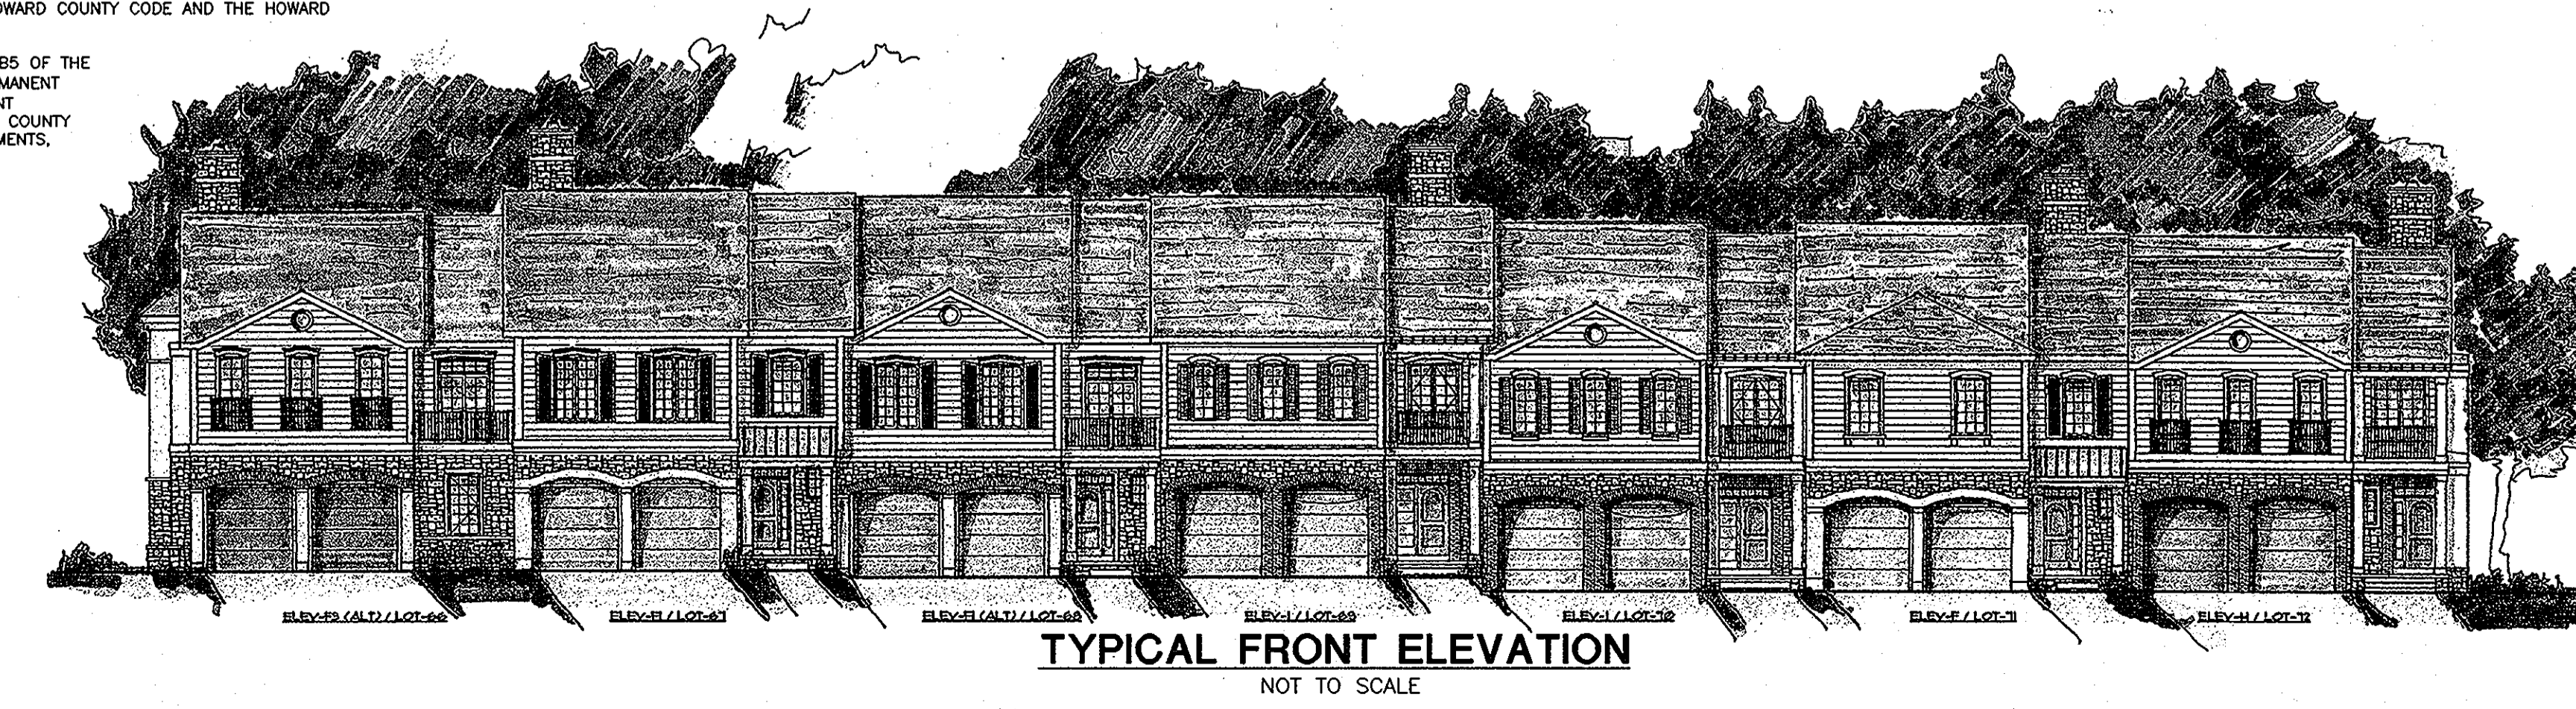 OWARD COUNTY CODE AND THE HOWARD
B5 OF THE
MANENT
NT
COUNTY
MENTS,
ELEV-F3 (ALT) / LOT-66
ELEV-F1 / LOT-67
ELEV-F1 (ALT) / LOT-68
ELEV-I / LOT-69
ELEV-J / LOT-70
ELEV-F / LOT-71
ELEV-H / LOT-72
TYPICAL FRONT ELEVATION
NOT TO SCALE